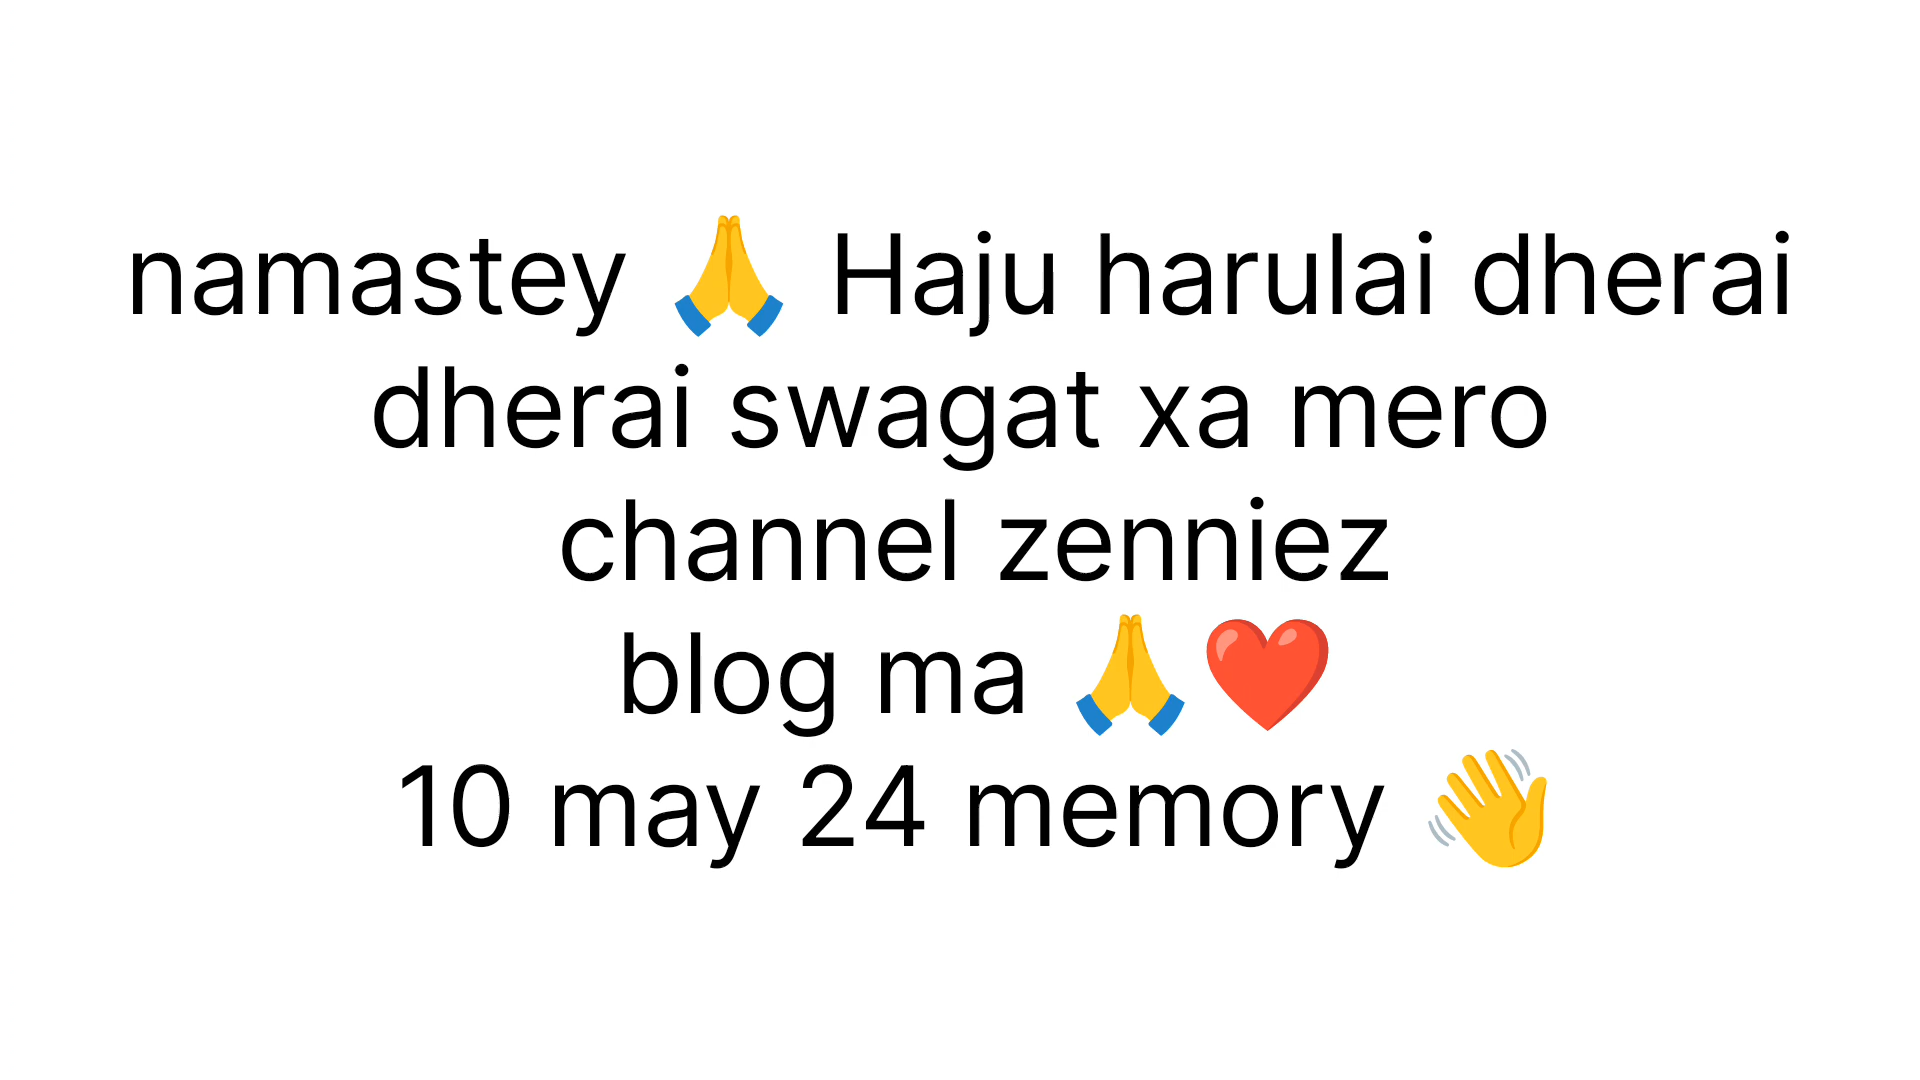 namastey 🙏 Haju harulai dherai
dherai swagat xa mero
channel zenniez
blog ma 🙏❤️
10 may 24 memory 👋